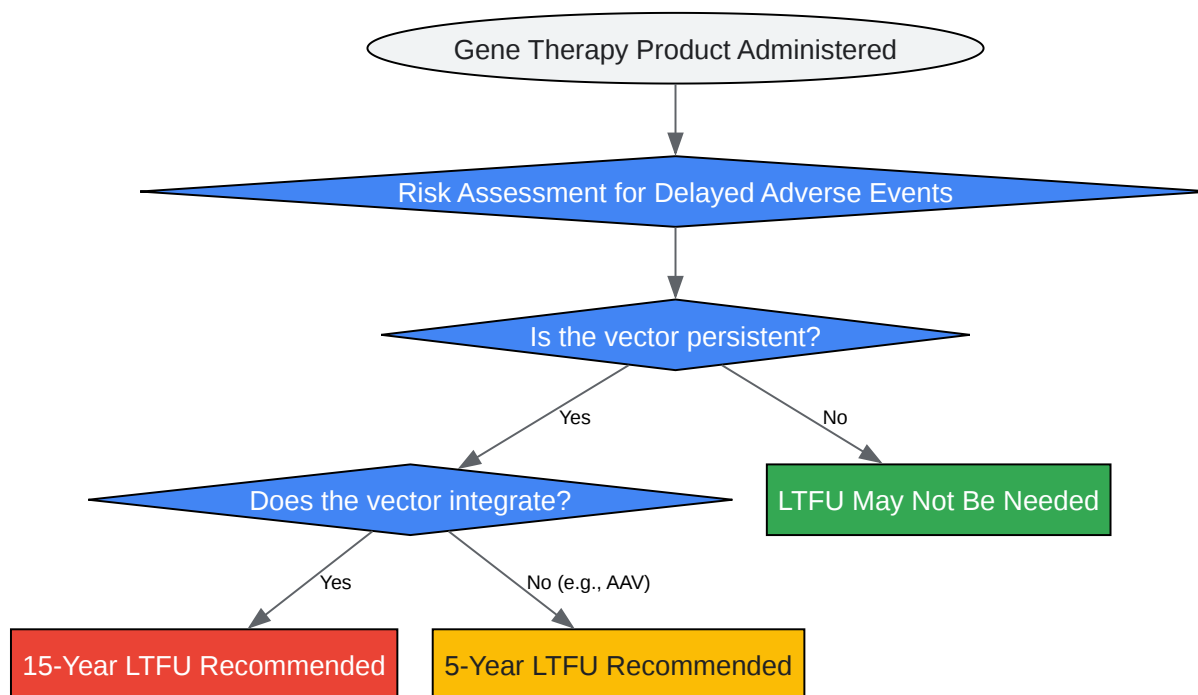 Gene Therapy Product Administered
Risk Assessment for Delayed Adverse Events
Is the vector persistent?
Yes
No
Does the vector integrate?
LTFU May Not Be Needed
Yes
No (e.g., AAV)
15-Year LTFU Recommended
5-Year LTFU Recommended